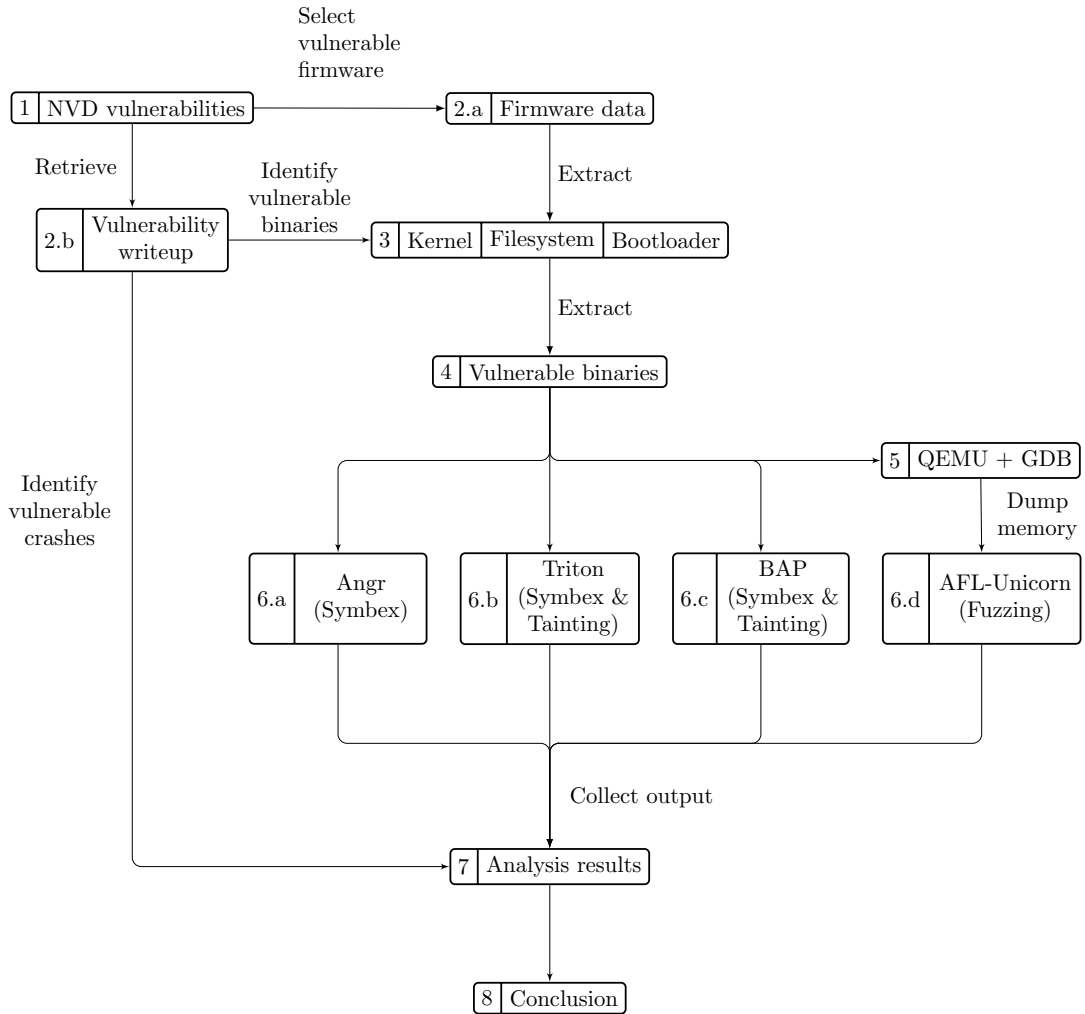 Select
vulnerable
firmware
1 NVD vulnerabilities
2.a Firmware data
Retrieve
Identify
vulnerable
binaries
Extract
2.b Vulnerability
writeup
3 Kernel Filesystem Bootloader
Extract
4 Vulnerable binaries
5 QEMU + GDB
Identify
vulnerable
crashes
Dump
memory
6.a Angr
(Symbex)
6.b Triton
(Symbex &
Tainting)
6.c BAP
(Symbex &
Tainting)
6.d AFL-Unicorn
(Fuzzing)
Collect output
7 Analysis results
8 Conclusion